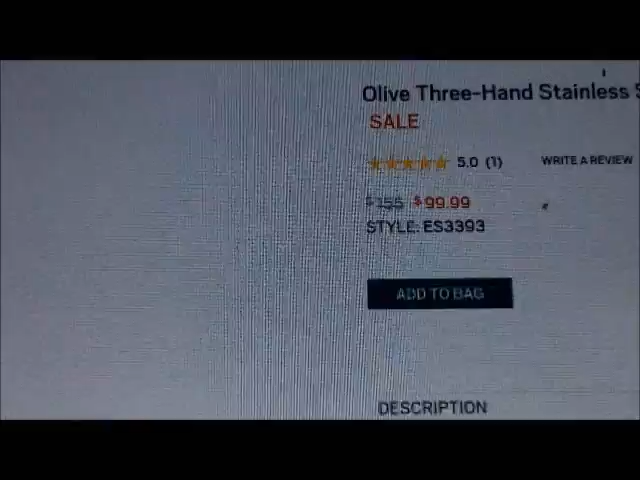 Olive Three-Hand Stainless
SALE
5.0 (1) WRITE A REVIEW
$155 $99.99
STYLE: ES3393
ADD TO BAG
DESCRIPTION